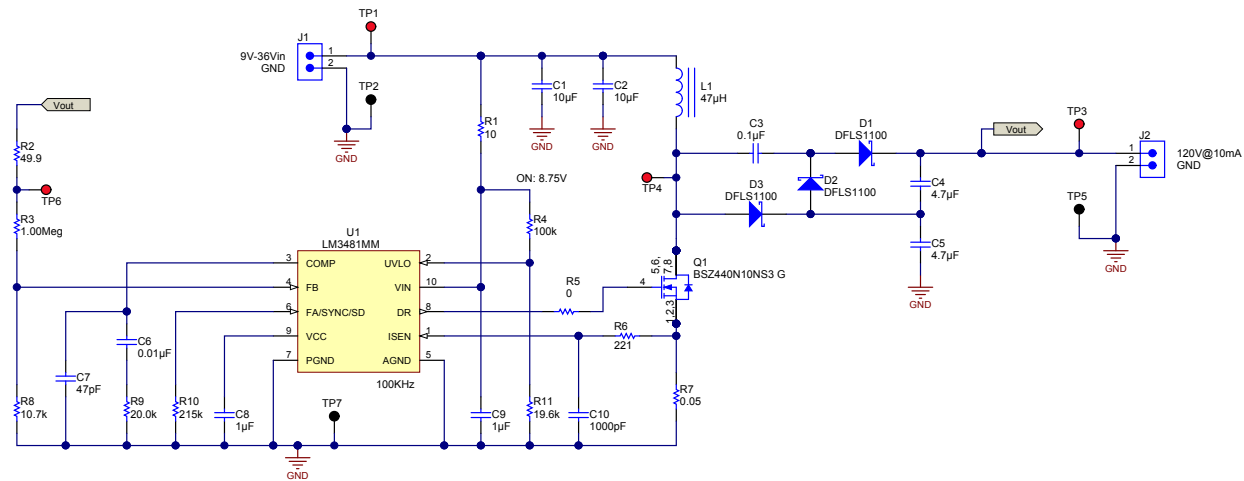 TP1
J1
9V-36Vin
GND
1
2
TP2
GND
Vout
R2
49.9
TP6
R3
1.00Meg
R1
10
C1
10µF
GND
C2
10µF
GND
L1
47µH
C3
0.1µF
D1
DFLS1100
Vout
TP3
J2
1
2
120V@10mA
GND
TP4
D2
DFLS1100
D3
DFLS1100
C4
4.7µF
TP5
GND
C5
4.7µF
GND
ON: 8.75V
R4
100k
U1
LM3481MM
3
COMP
UVLO
2
4
FB
VIN
10
6
FA/SYNC/SD
DR
8
9
VCC
ISEN
1
7
PGND
AGND
5
100KHz
R5
0
4
5,6,
7,8
1,2,3
Q1
BSZ440N10NS3 G
R6
221
R7
0.05
C6
0.01µF
C7
47pF
R8
10.7k
R9
20.0k
R10
215k
C8
1µF
TP7
C9
1µF
R11
19.6k
C10
1000pF
GND